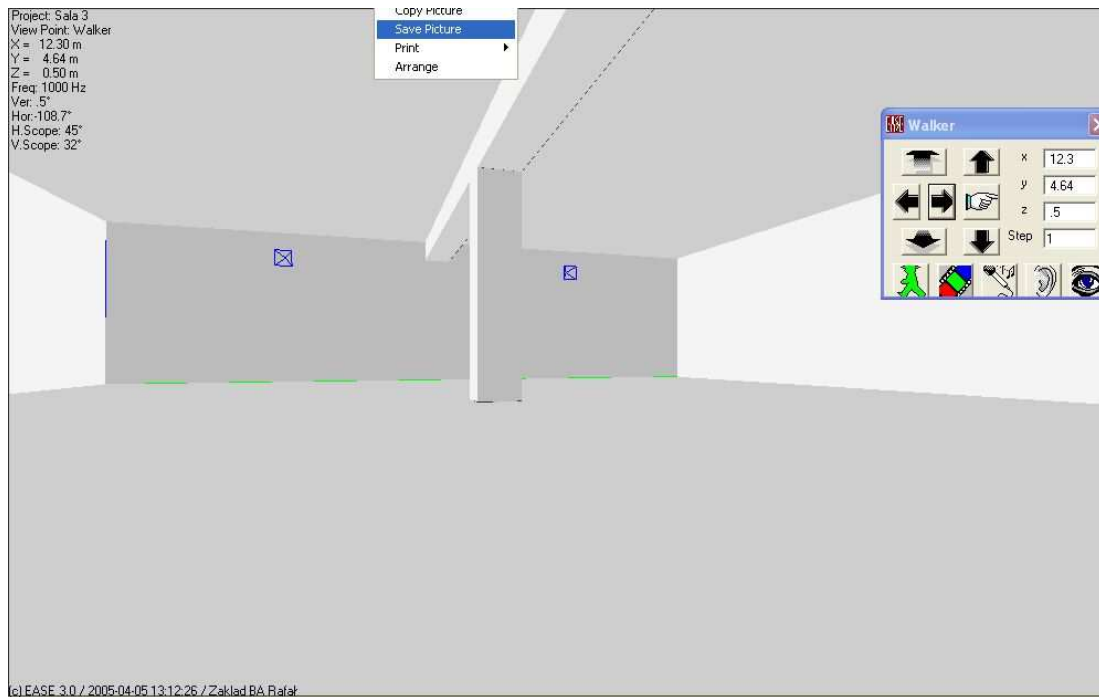 Project: Sala 3
View Point: Walker
X = 12.30 m
Y = 4.64 m
Z = 0.50 m
Freq: 1000 Hz
Ver: .5°
Hor:-108.7°
H.Scope: 45°
V.Scope: 32°
Copy Picture
Save Picture
Print
Arrange
EASE Walker
x 12.3
y 4.64
z .5
Step 1
(c) EASE 3.0 / 2005-04-05 13:12:26 / Zaklad BA Rafał